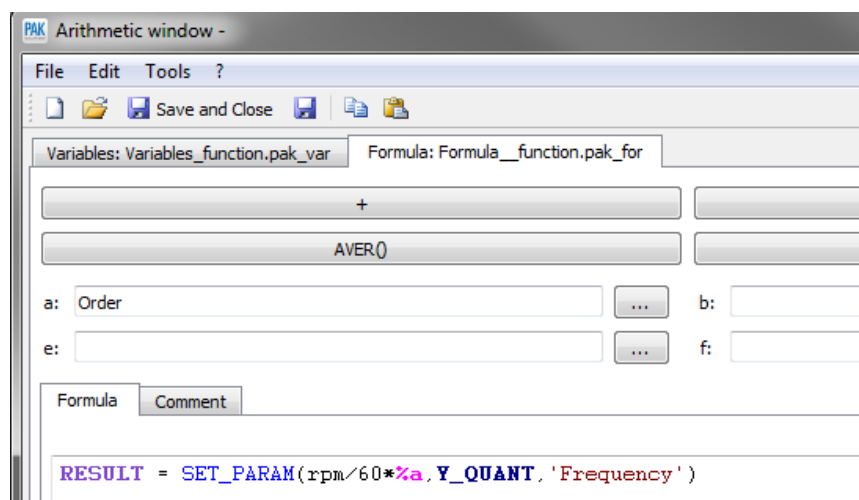 PAK Arithmetic window -
File Edit Tools ?
Save and Close
Variables: Variables_function.pak_var Formula: Formula__function.pak_for
+
AVER()
a: Order ... b:
e: ... f:
Formula Comment
RESULT = SET_PARAM(rpm/60*%a,Y_QUANT,'Frequency')